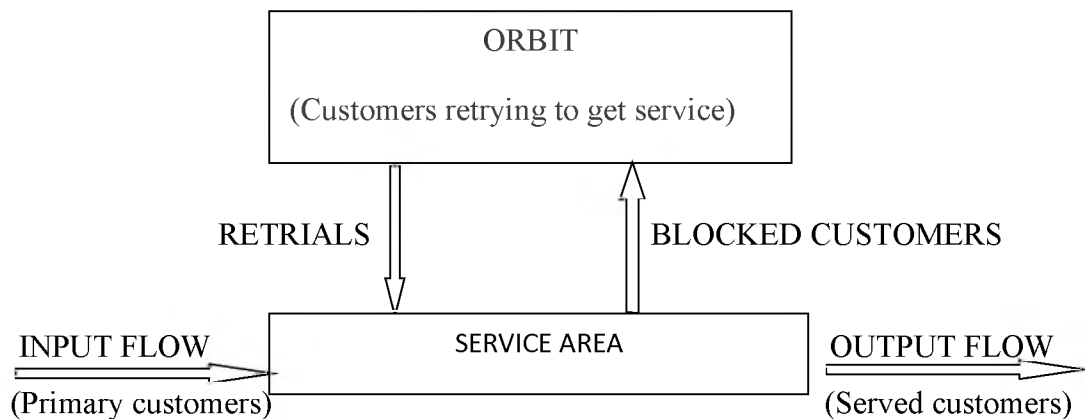 ORBIT
(Customers retrying to get service)
RETRIALS
BLOCKED CUSTOMERS
INPUT FLOW
(Primary customers)
SERVICE AREA
OUTPUT FLOW
(Served customers)